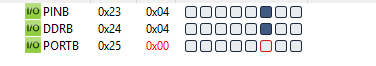 I/O PINB 0x23 0x04
I/O DDRB 0x24 0x04
I/O PORTB 0x25 0x00